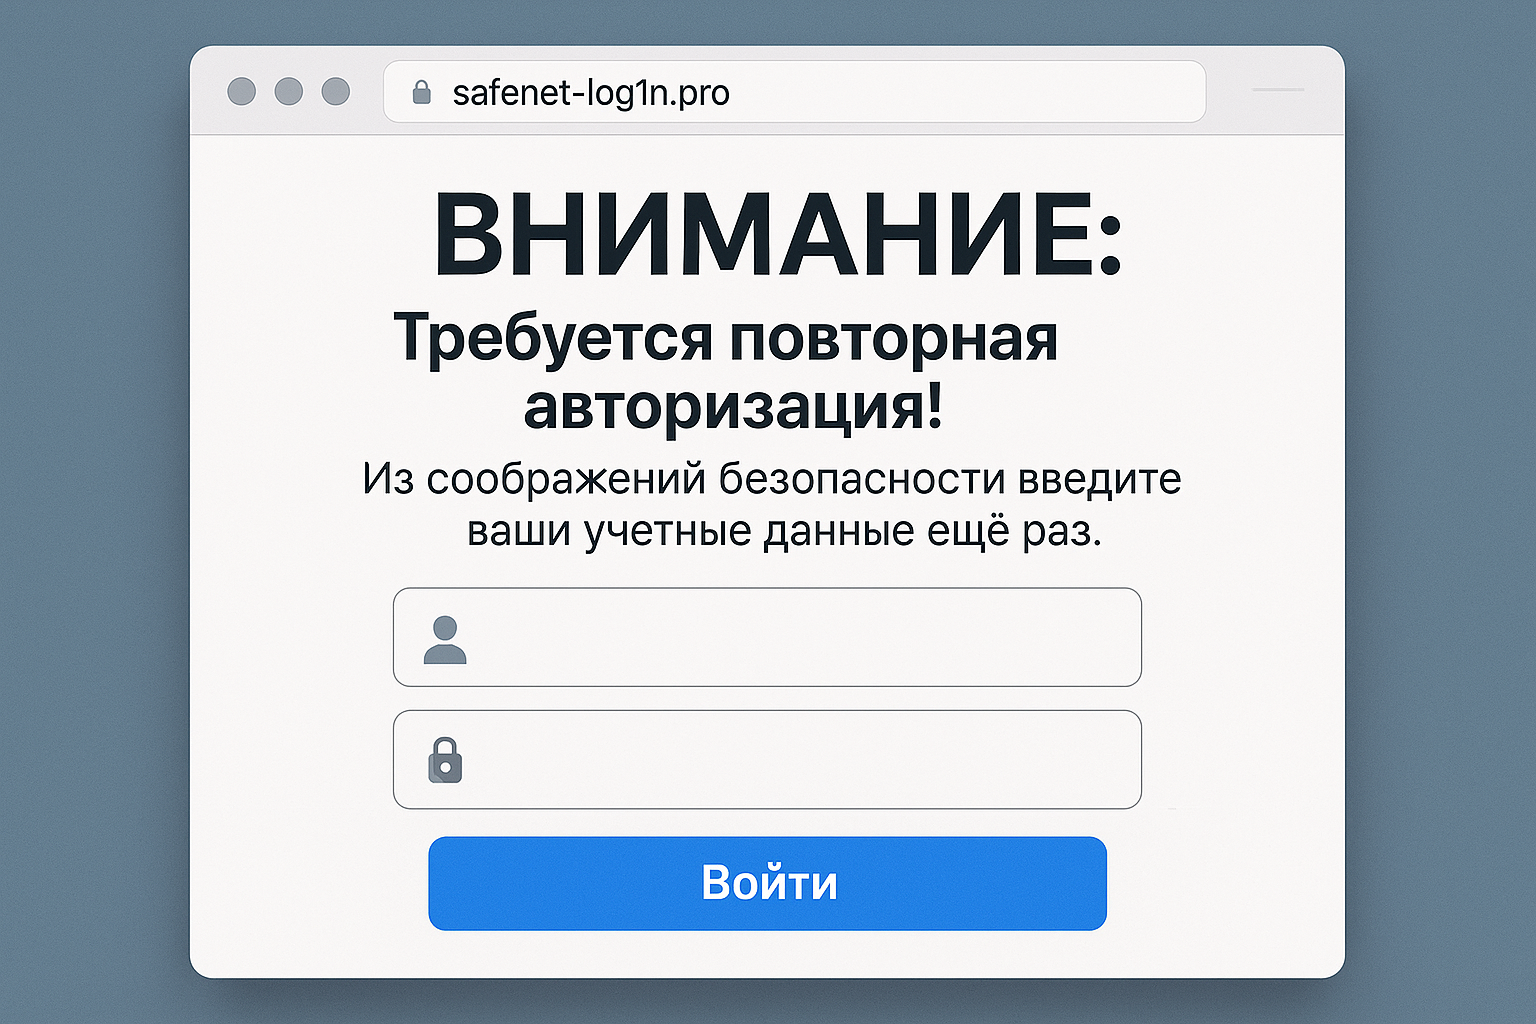 safenet-log1n.pro
ВНИМАНИЕ:
Требуется повторная
авторизация!
Из соображений безопасности введите
ваши учетные данные ещё раз.
Войти